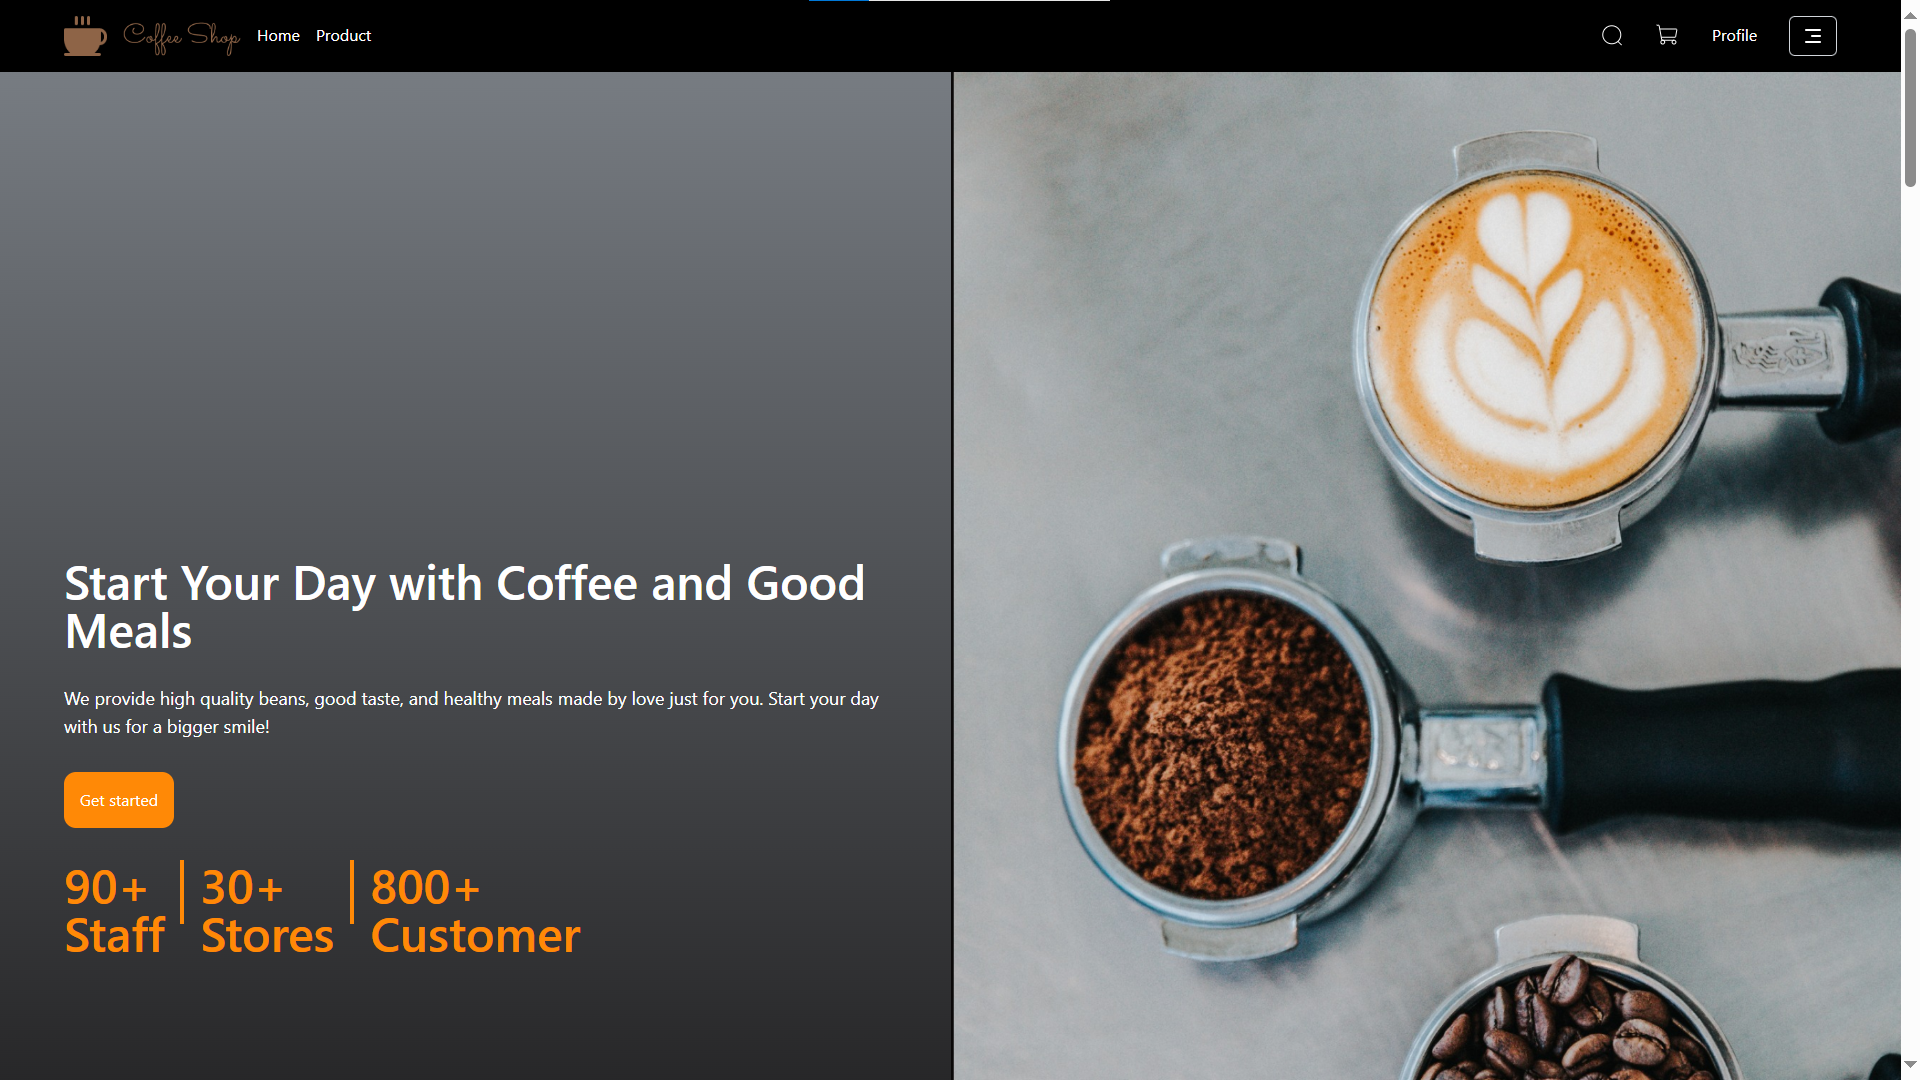 Coffee Shop
Home
Product
Profile
Start Your Day with Coffee and Good
Meals
We provide high quality beans, good taste, and healthy meals made by love just for you. Start your day
with us for a bigger smile!
Get started
90+
Staff
30+
Stores
800+
Customer